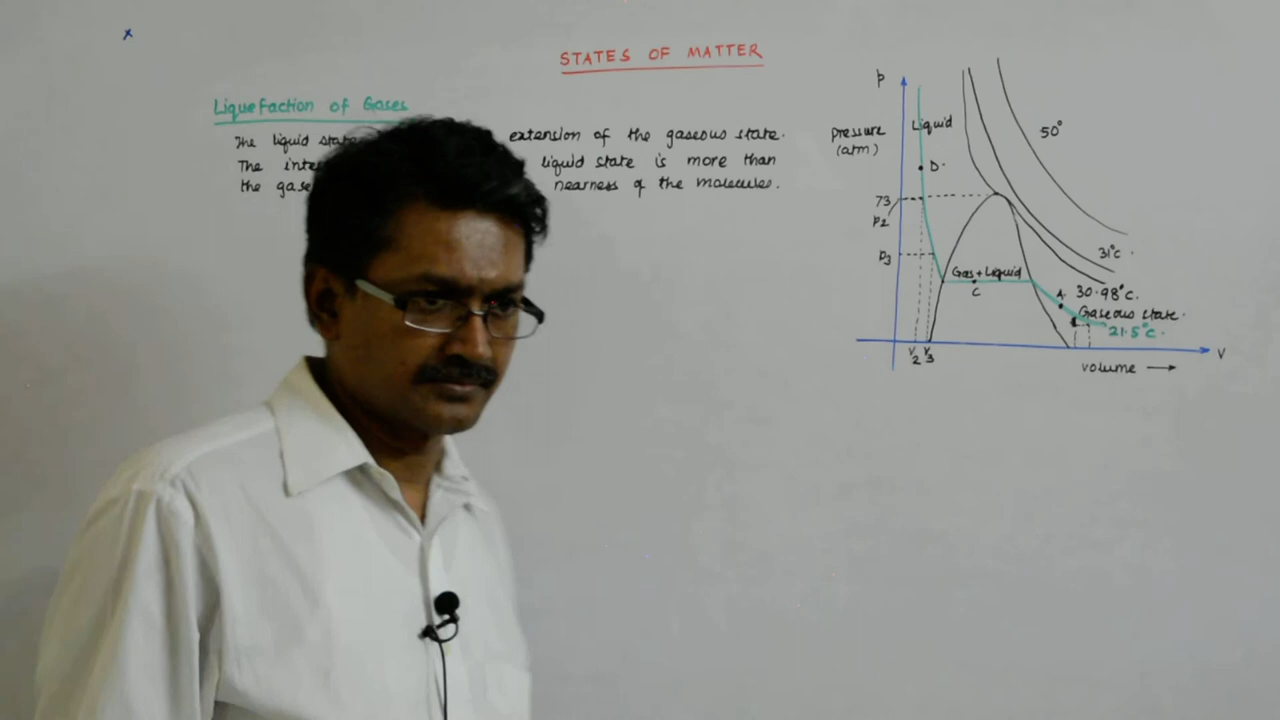 STATES OF MATTER
Liquefaction of Gases
The liquid state extension of the gaseous state.
The liquid state is more than
the nearness of the molecules.
P
Pressure
(atm)
Liquid
D.
50°
73
P2
P3
31°c.
Gas + Liquid
C
A.
30.98°c.
Gaseous state.
21.5°c.
V2
V3
V
volume
x